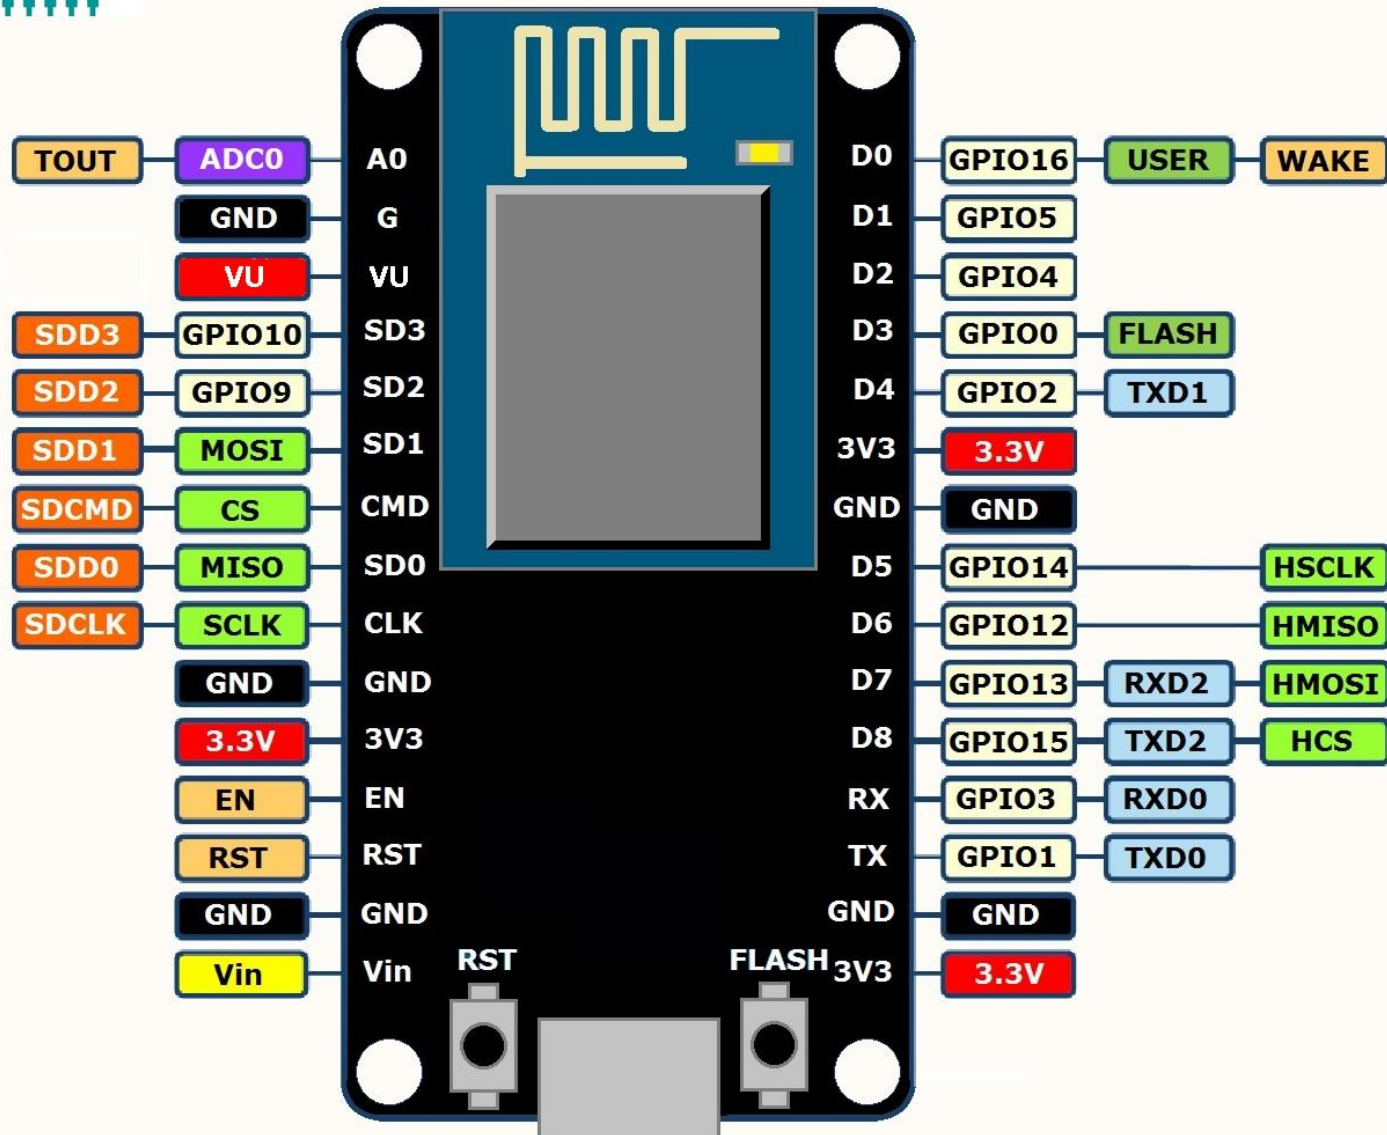 TOUT ADC0 A0 D0 GPIO16 USER WAKE
GND G D1 GPIO5
VU VU D2 GPIO4
SDD3 GPIO10 SD3 D3 GPIO0 FLASH
SDD2 GPIO9 SD2 D4 GPIO2 TXD1
SDD1 MOSI SD1 3V3 3.3V
SDCMD CS CMD GND GND
SDD0 MISO SD0 D5 GPIO14 HSCLK
SDCLK SCLK CLK D6 GPIO12 HMISO
GND GND D7 GPIO13 RXD2 HMOSI
3.3V 3V3 D8 GPIO15 TXD2 HCS
EN EN RX GPIO3 RXD0
RST RST TX GPIO1 TXD0
GND GND GND GND
Vin Vin RST FLASH 3V3 3.3V